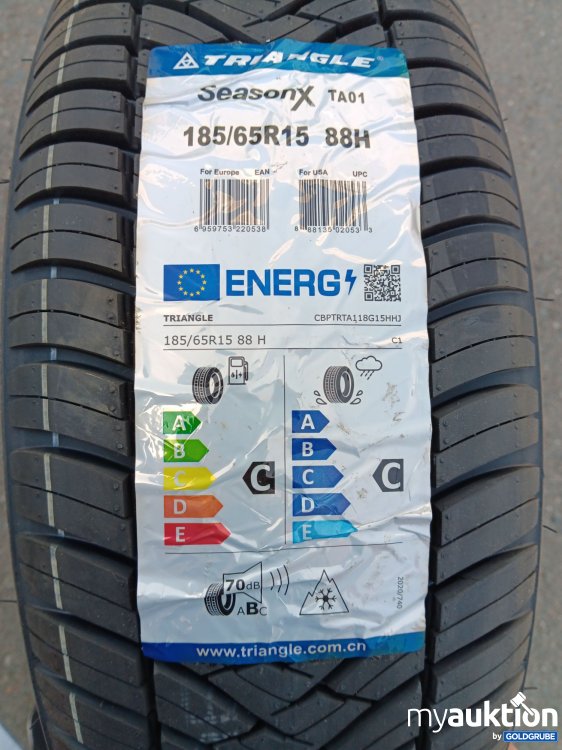 TRIANGLE
SeasonX TA01
185/65R15 88H
For Europe EAN For USA UPC
6 959753 220538 8 88135 02053 3
ENERG
TRIANGLE CBPTRTA118G15HHJ
185/65R15 88 H C1
A A
B B
C C C C
D D
E E
70dB
ABC
2020/740
www.triangle.com.cn
myauktion
by GOLDGRUBE